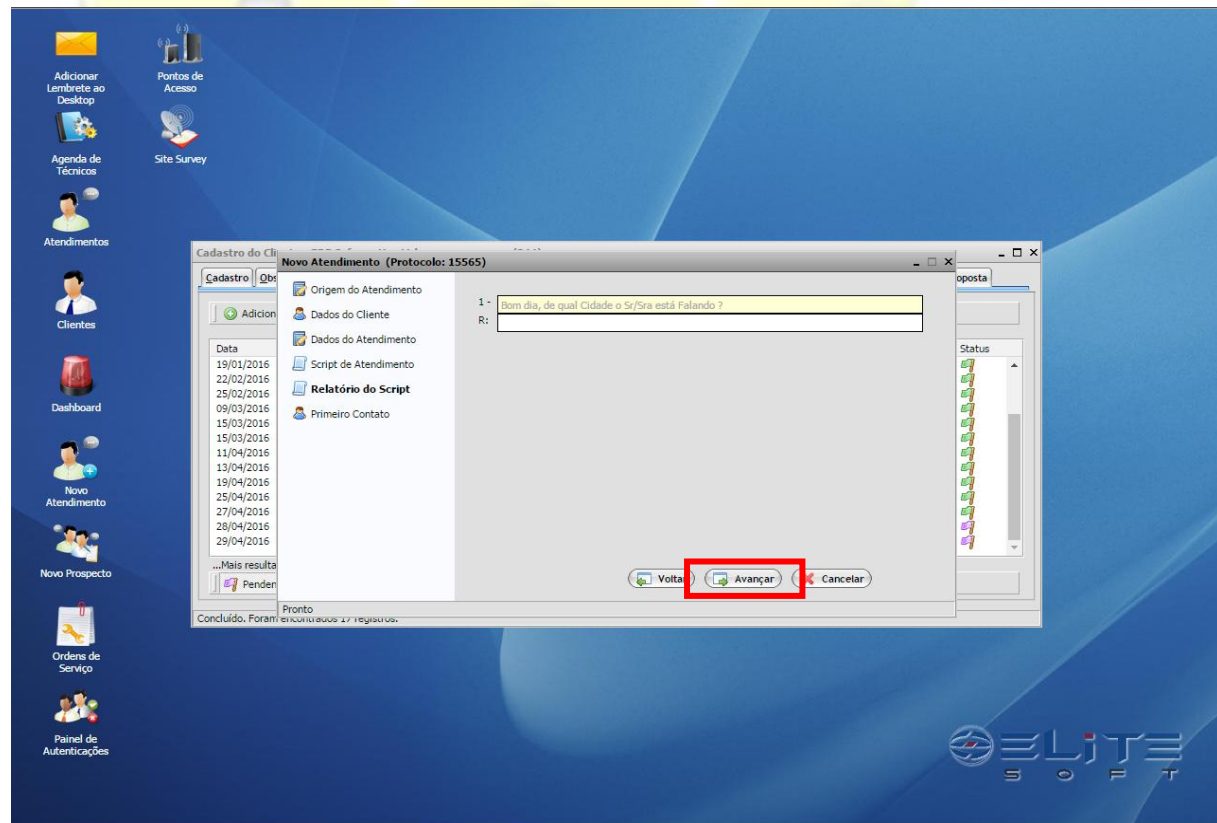 Adicionar
Lembrete ao
Desktop
Pontos de
Acesso
Agenda de
Técnicos
Site Survey
Atendimentos
Clientes
Dashboard
Novo
Atendimento
Novo Prospecto
Ordens de
Serviço
Painel de
Autenticações
Cadastro do Cli
Novo Atendimento (Protocolo: 15565)
Cadastro
Obs
oposta
Adicion
Data
Status
19/01/2016
22/02/2016
25/02/2016
09/03/2016
15/03/2016
15/03/2016
11/04/2016
13/04/2016
19/04/2016
25/04/2016
27/04/2016
28/04/2016
29/04/2016
...Mais resulta
Penden
Origem do Atendimento
Dados do Cliente
Dados do Atendimento
Script de Atendimento
Relatório do Script
Primeiro Contato
1 - Bom dia, de qual Cidade o Sr/Sra está Falando ?
R:
Voltar Avançar Cancelar
Pronto
Concluído. Foram encontrados 17 registros.
ELiTE
SOFT